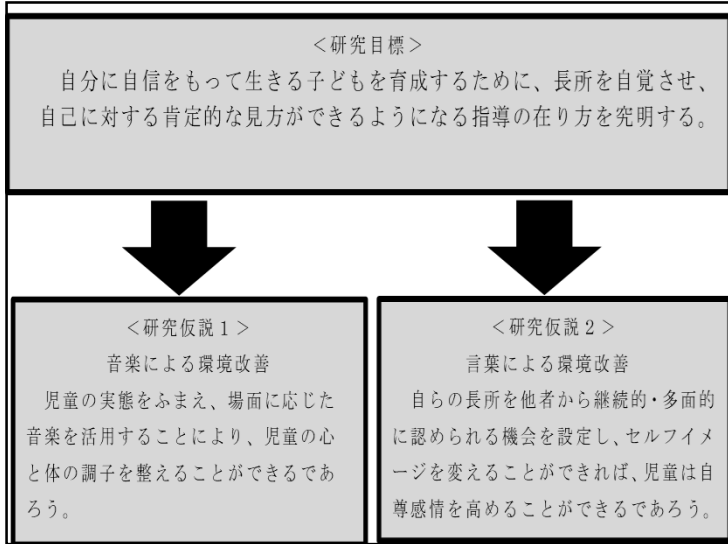 ＜研究目標＞
自分に自信をもって生きる子どもを育成するために、長所を自覚させ、
自己に対する肯定的な見方ができるようになる指導の在り方を究明する。
＜研究仮説１＞
音楽による環境改善
児童の実態をふまえ、場面に応じた
音楽を活用することにより、児童の心
と体の調子を整えることができるであ
ろう。
＜研究仮説２＞
言葉による環境改善
自らの長所を他者から継続的・多面的
に認められる機会を設定し、セルフイメ
ージを変えることができれば、児童は自
尊感情を高めることができるであろう。